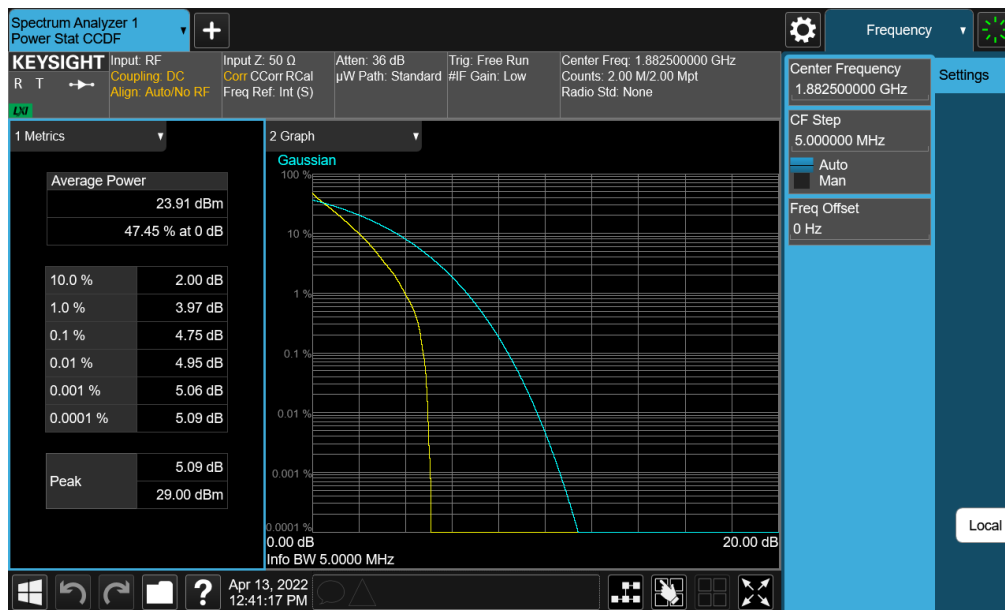 Spectrum Analyzer 1
Power Stat CCDF
Frequency
KEYSIGHT
R T
LXI
Input: RF
Coupling: DC
Align: Auto/No RF
Input Z: 50 Ω
Corr CCorr RCal
Freq Ref: Int (S)
Atten: 36 dB
µW Path: Standard
Trig: Free Run
#IF Gain: Low
Center Freq: 1.882500000 GHz
Counts: 2.00 M/2.00 Mpt
Radio Std: None
Center Frequency
1.882500000 GHz
Settings
CF Step
5.000000 MHz
Auto
Man
Freq Offset
0 Hz
1 Metrics
Average Power
23.91 dBm
47.45 % at 0 dB
10.0 % 2.00 dB
1.0 % 3.97 dB
0.1 % 4.75 dB
0.01 % 4.95 dB
0.001 % 5.06 dB
0.0001 % 5.09 dB
Peak
5.09 dB
29.00 dBm
2 Graph
Gaussian
100 %
10 %
1 %
0.1 %
0.01 %
0.001 %
0.0001 %
0.00 dB
20.00 dB
Info BW 5.0000 MHz
Local
?
Apr 13, 2022
12:41:17 PM